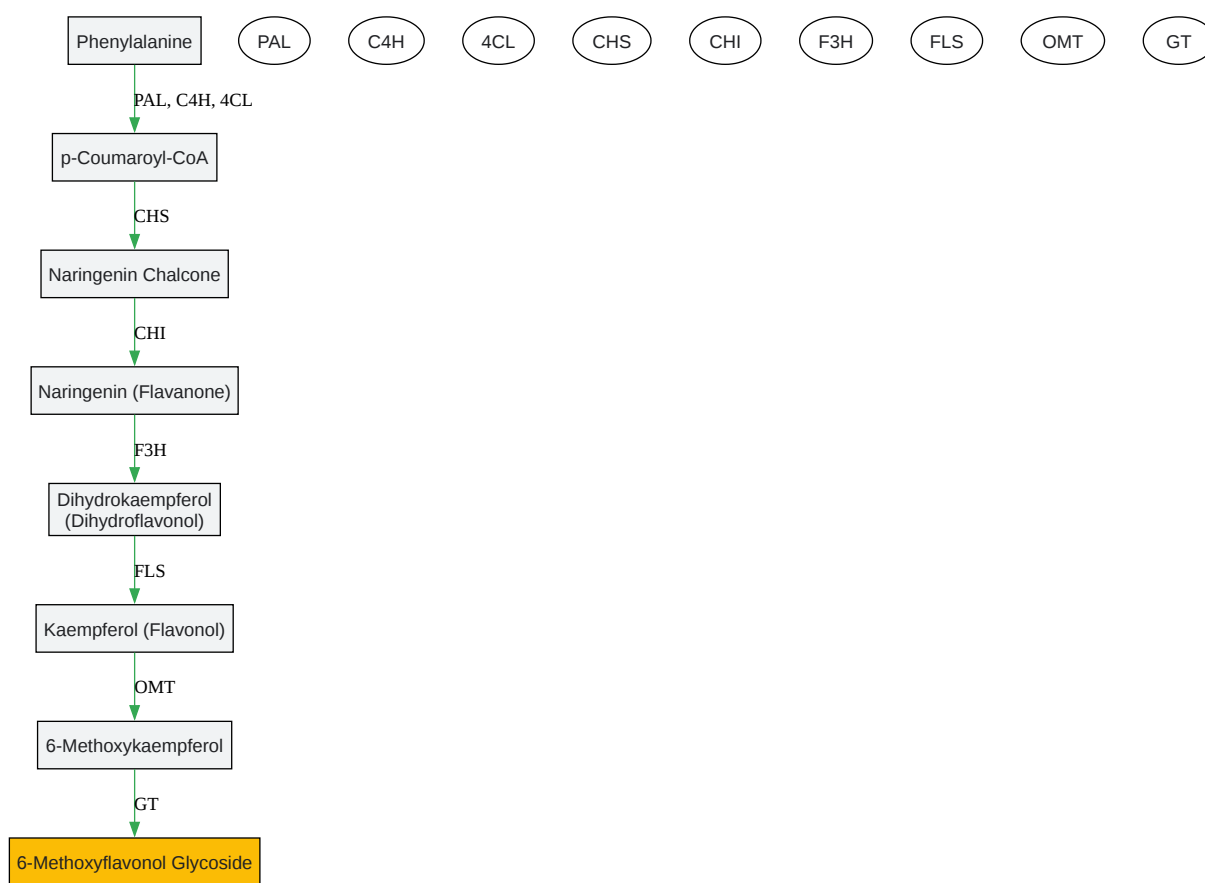 Phenylalanine
PAL
C4H
4CL
CHS
CHI
F3H
FLS
OMT
GT
PAL, C4H, 4CL
p-Coumaroyl-CoA
CHS
Naringenin Chalcone
CHI
Naringenin (Flavanone)
F3H
Dihydrokaempferol
(Dihydroflavonol)
FLS
Kaempferol (Flavonol)
OMT
6-Methoxykaempferol
GT
6-Methoxyflavonol Glycoside